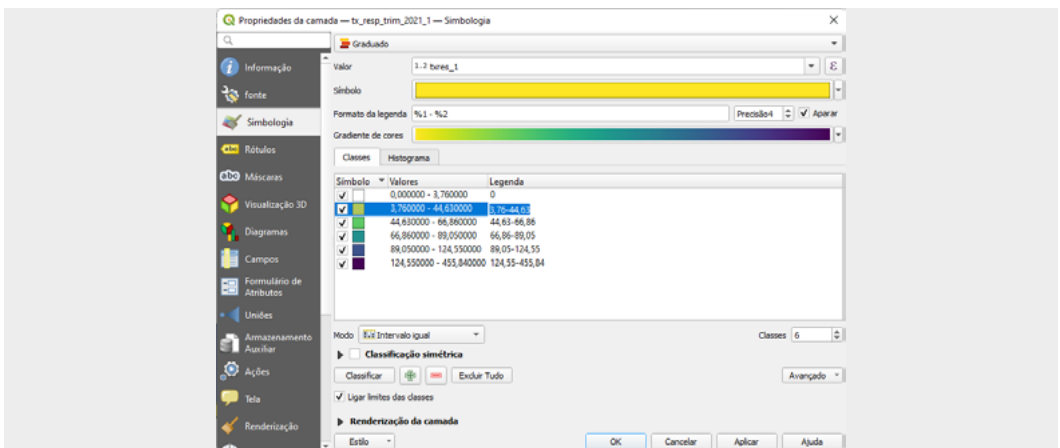 Propriedades da camada — tx_resp_trim_2021_1 — Simbologia
Graduado
Informação
Valor
1.2 txres_1
ε
fonte
Símbolo
Simbologia
Formato da legenda %1 - %2
Precisão4
Aparar
Gradiente de cores
abc Rótulos
Classes
Histograma
abc Máscaras
Símbolo Valores Legenda
0,000000 - 3,760000 0
3,760000 - 44,630000 3,76-44,63
44,630000 - 66,860000 44,63-66,86
66,860000 - 89,050000 66,86-89,05
89,050000 - 124,550000 89,05-124,55
124,550000 - 455,840000 124,55-455,84
Visualização 3D
Diagramas
Campos
Formulário de
Atributos
Uniões
Armazenamento
Auxiliar
Ações
Tela
Renderização
Modo Intervalo igual
Classes 6
Classificação simétrica
Classificar
Excluir Tudo
Avançado
Ligar limites das classes
Renderização da camada
Estilo
OK
Cancelar
Aplicar
Ajuda